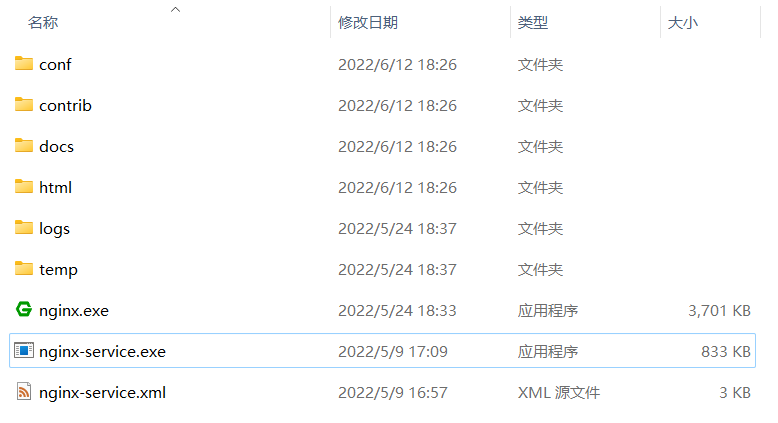 名称 修改日期 类型 大小
conf 2022/6/12 18:26 文件夹
contrib 2022/6/12 18:26 文件夹
docs 2022/6/12 18:26 文件夹
html 2022/6/12 18:26 文件夹
logs 2022/5/24 18:37 文件夹
temp 2022/5/24 18:37 文件夹
nginx.exe 2022/5/24 18:33 应用程序 3,701 KB
nginx-service.exe 2022/5/9 17:09 应用程序 833 KB
nginx-service.xml 2022/5/9 16:57 XML 源文件 3 KB